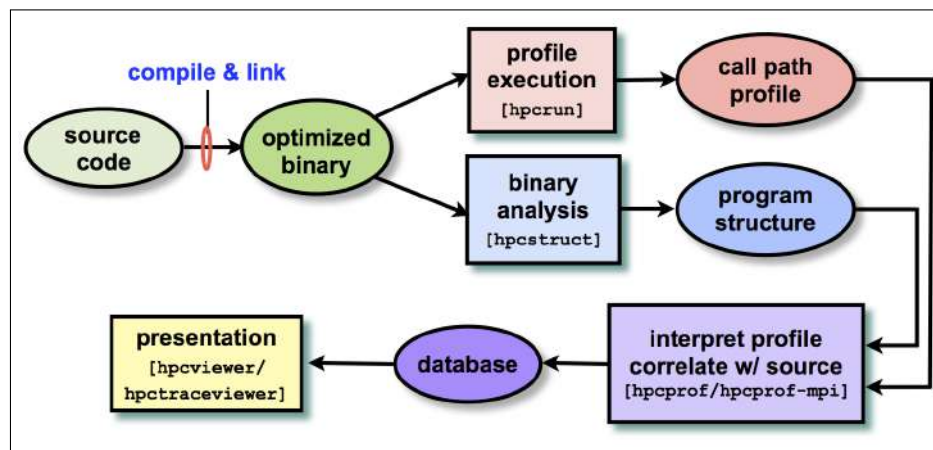 compile & link
source
code
optimized
binary
profile
execution
[hpcrun]
call path
profile
binary
analysis
[hpcstruct]
program
structure
interpret profile
correlate w/ source
[hpcprof/hpcprof-mpi]
database
presentation
[hpcviewer/
hpctraceviewer]